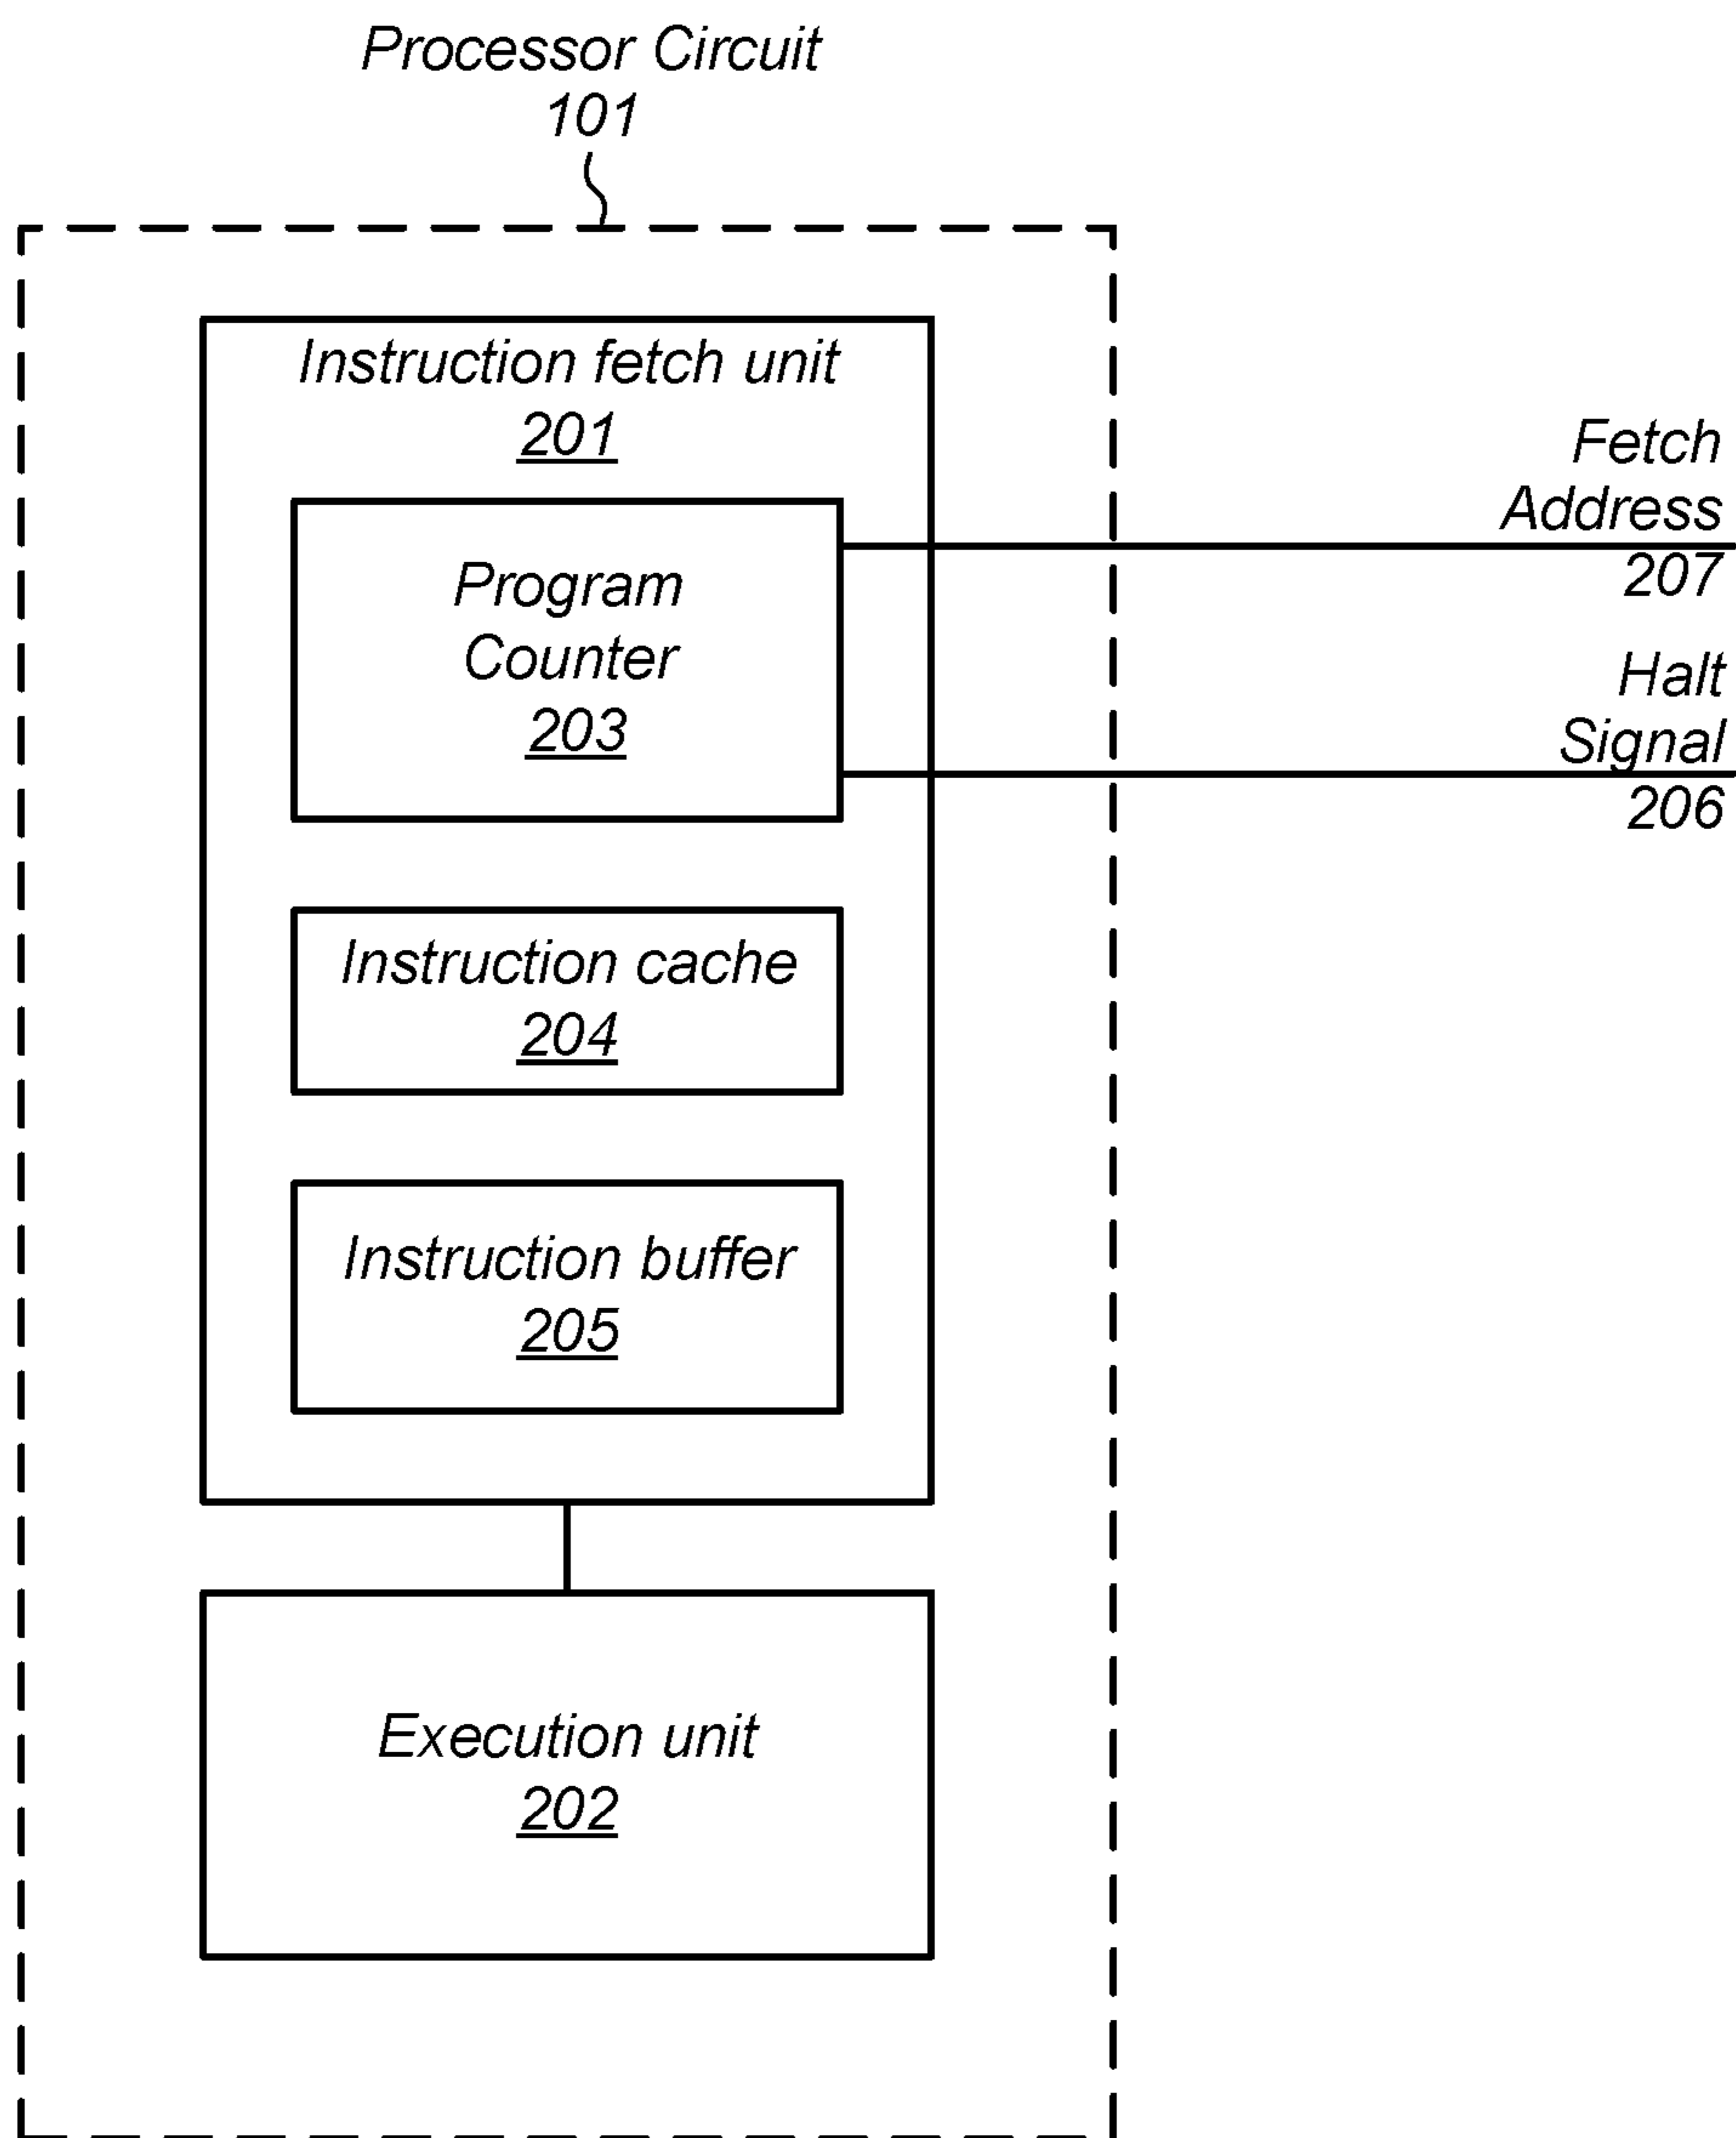 Processor Circuit
101
Instruction fetch unit
201
Fetch
Address
207
Program
Counter
203
Halt
Signal
206
Instruction cache
204
Instruction buffer
205
Execution unit
202